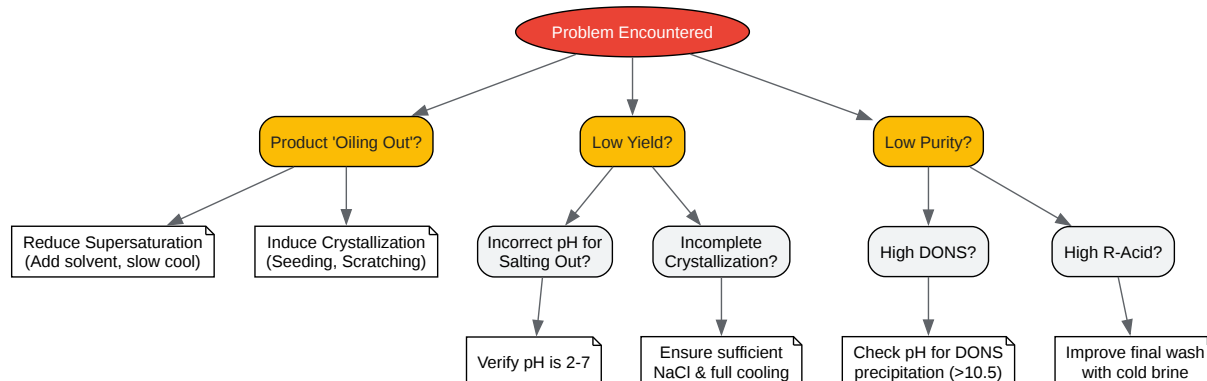 Problem Encountered
Product 'Oiling Out'?
Low Yield?
Low Purity?
Reduce Supersaturation
(Add solvent, slow cool)
Induce Crystallization
(Seeding, Scratching)
Incorrect pH for
Salting Out?
Incomplete
Crystallization?
High DONS?
High R-Acid?
Verify pH is 2-7
Ensure sufficient
NaCl & full cooling
Check pH for DONS
precipitation (>10.5)
Improve final wash
with cold brine